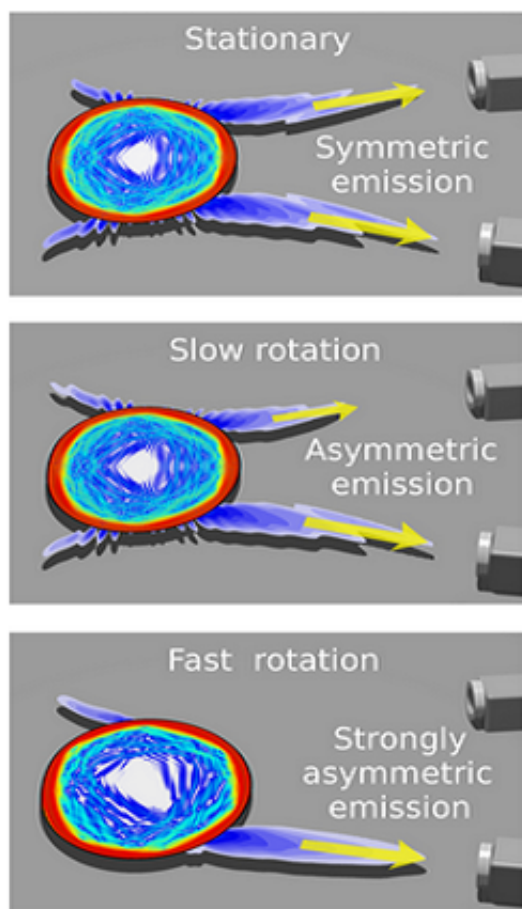 Stationary
Symmetric
emission
Slow rotation
Asymmetric
emission
Fast rotation
Strongly
asymmetric
emission